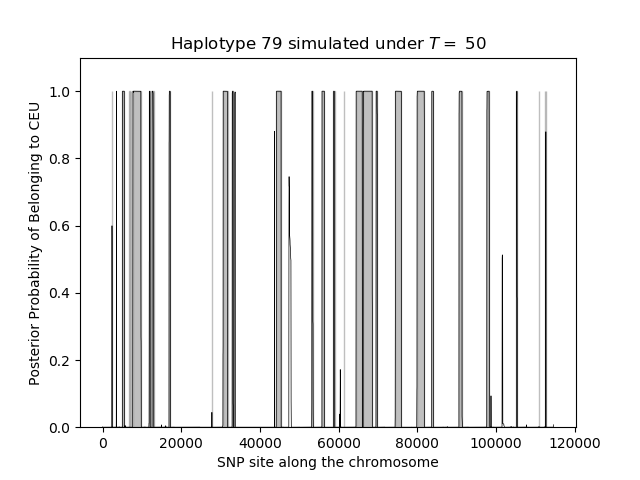 Haplotype 79 simulated under T = 50
Posterior Probability of Belonging to CEU
1.0
0.8
0.6
0.4
0.2
0.0
0 20000 40000 60000 80000 100000 120000
SNP site along the chromosome